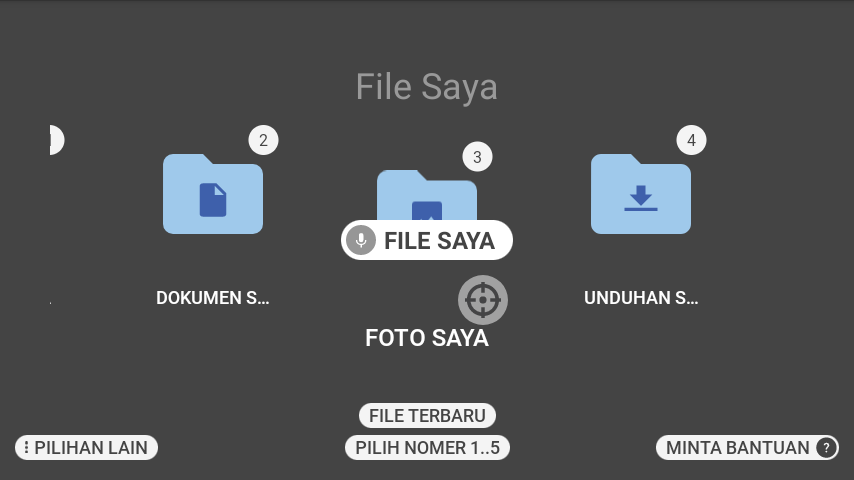 File Saya
2
3
4
FILE SAYA
DOKUMEN S...
UNDUHAN S...
FOTO SAYA
FILE TERBARU
PILIHAN LAIN
PILIH NOMER 1..5
MINTA BANTUAN ?